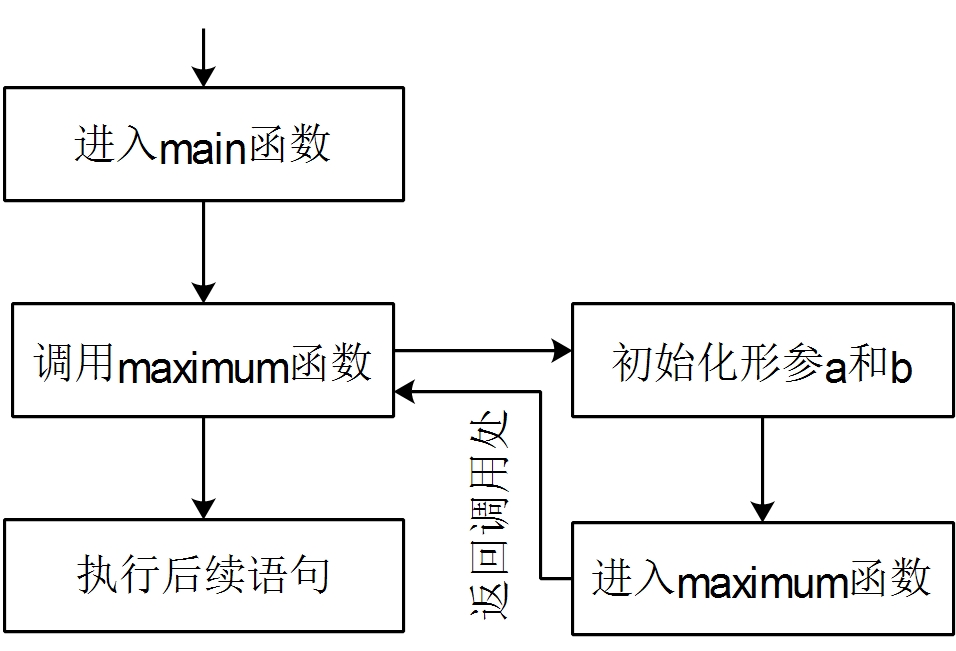 进入main函数
调用maximum函数
初始化形参a和b
返回调用处
执行后续语句
进入maximum函数